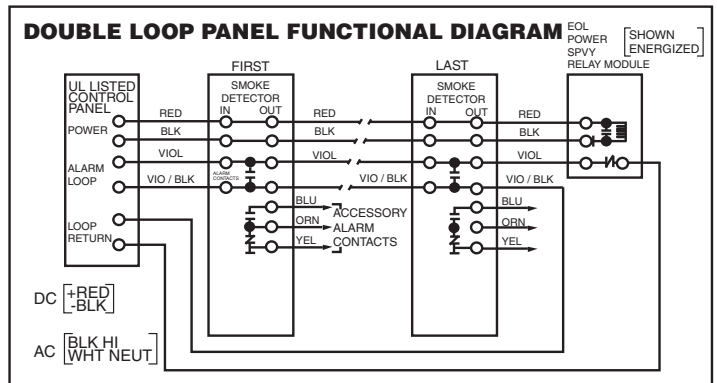 DOUBLE LOOP PANEL FUNCTIONAL DIAGRAM
EOL
POWER
SPVY
RELAY MODULE
[SHOWN
ENERGIZED]
FIRST
LAST
UL LISTED
CONTROL
PANEL
POWER
ALARM
LOOP
LOOP
RETURN
SMOKE
DETECTOR
IN OUT
SMOKE
DETECTOR
IN OUT
RED
RED
RED
BLK
BLK
BLK
VIOL
VIOL
VIOL
ALARM
CONTACTS
VIO / BLK
VIO / BLK
VIO / BLK
BLU
ORN
YEL
ACCESSORY
ALARM
CONTACTS
BLU
ORN
YEL
DC [+RED
-BLK]
AC [BLK HI
WHT NEUT]